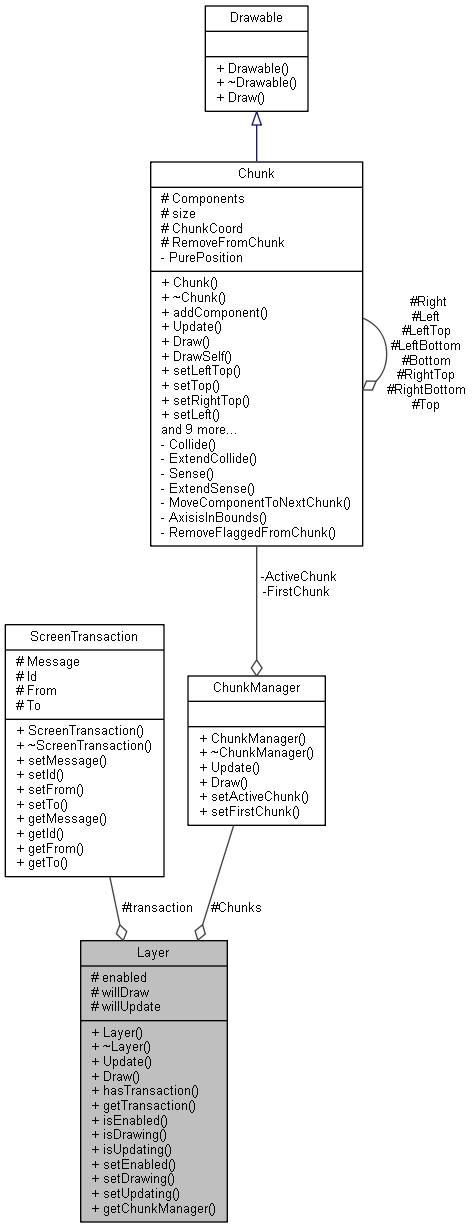 Drawable
+ Drawable()
+ ~Drawable()
+ Draw()
Chunk
# Components
# size
# ChunkCoord
# RemoveFromChunk
- PurePosition
+ Chunk()
+ ~Chunk()
+ addComponent()
+ Update()
+ Draw()
+ DrawSelf()
+ setLeftTop()
+ setTop()
+ setRightTop()
+ setLeft()
and 9 more...
- Collide()
- ExtendCollide()
- Sense()
- ExtendSense()
- MoveComponentToNextChunk()
- AxisisInBounds()
- RemoveFlaggedFromChunk()
#Right
#Left
#LeftTop
#LeftBottom
#Bottom
#RightTop
#RightBottom
#Top
-ActiveChunk
-FirstChunk
ScreenTransaction
# Message
# Id
# From
# To
+ ScreenTransaction()
+ ~ScreenTransaction()
+ setMessage()
+ setId()
+ setFrom()
+ setTo()
+ getMessage()
+ getId()
+ getFrom()
+ getTo()
ChunkManager
+ ChunkManager()
+ ~ChunkManager()
+ Update()
+ Draw()
+ setActiveChunk()
+ setFirstChunk()
#transaction
#Chunks
Layer
# enabled
# willDraw
# willUpdate
+ Layer()
+ ~Layer()
+ Update()
+ Draw()
+ hasTransaction()
+ getTransaction()
+ isEnabled()
+ isDrawing()
+ isUpdating()
+ setEnabled()
+ setDrawing()
+ setUpdating()
+ getChunkManager()